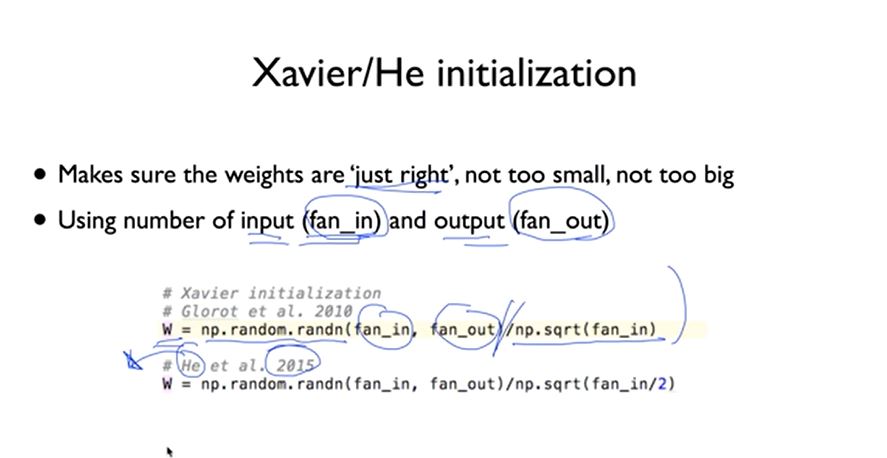 Xavier/He initialization
• Makes sure the weights are ‘just right’, not too small, not too big
• Using number of input (fan_in) and output (fan_out)
# Xavier initialization
# Glorot et al. 2010
W = np.random.randn(fan_in, fan_out)/np.sqrt(fan_in)
# He et al. 2015
W = np.random.randn(fan_in, fan_out)/np.sqrt(fan_in/2)